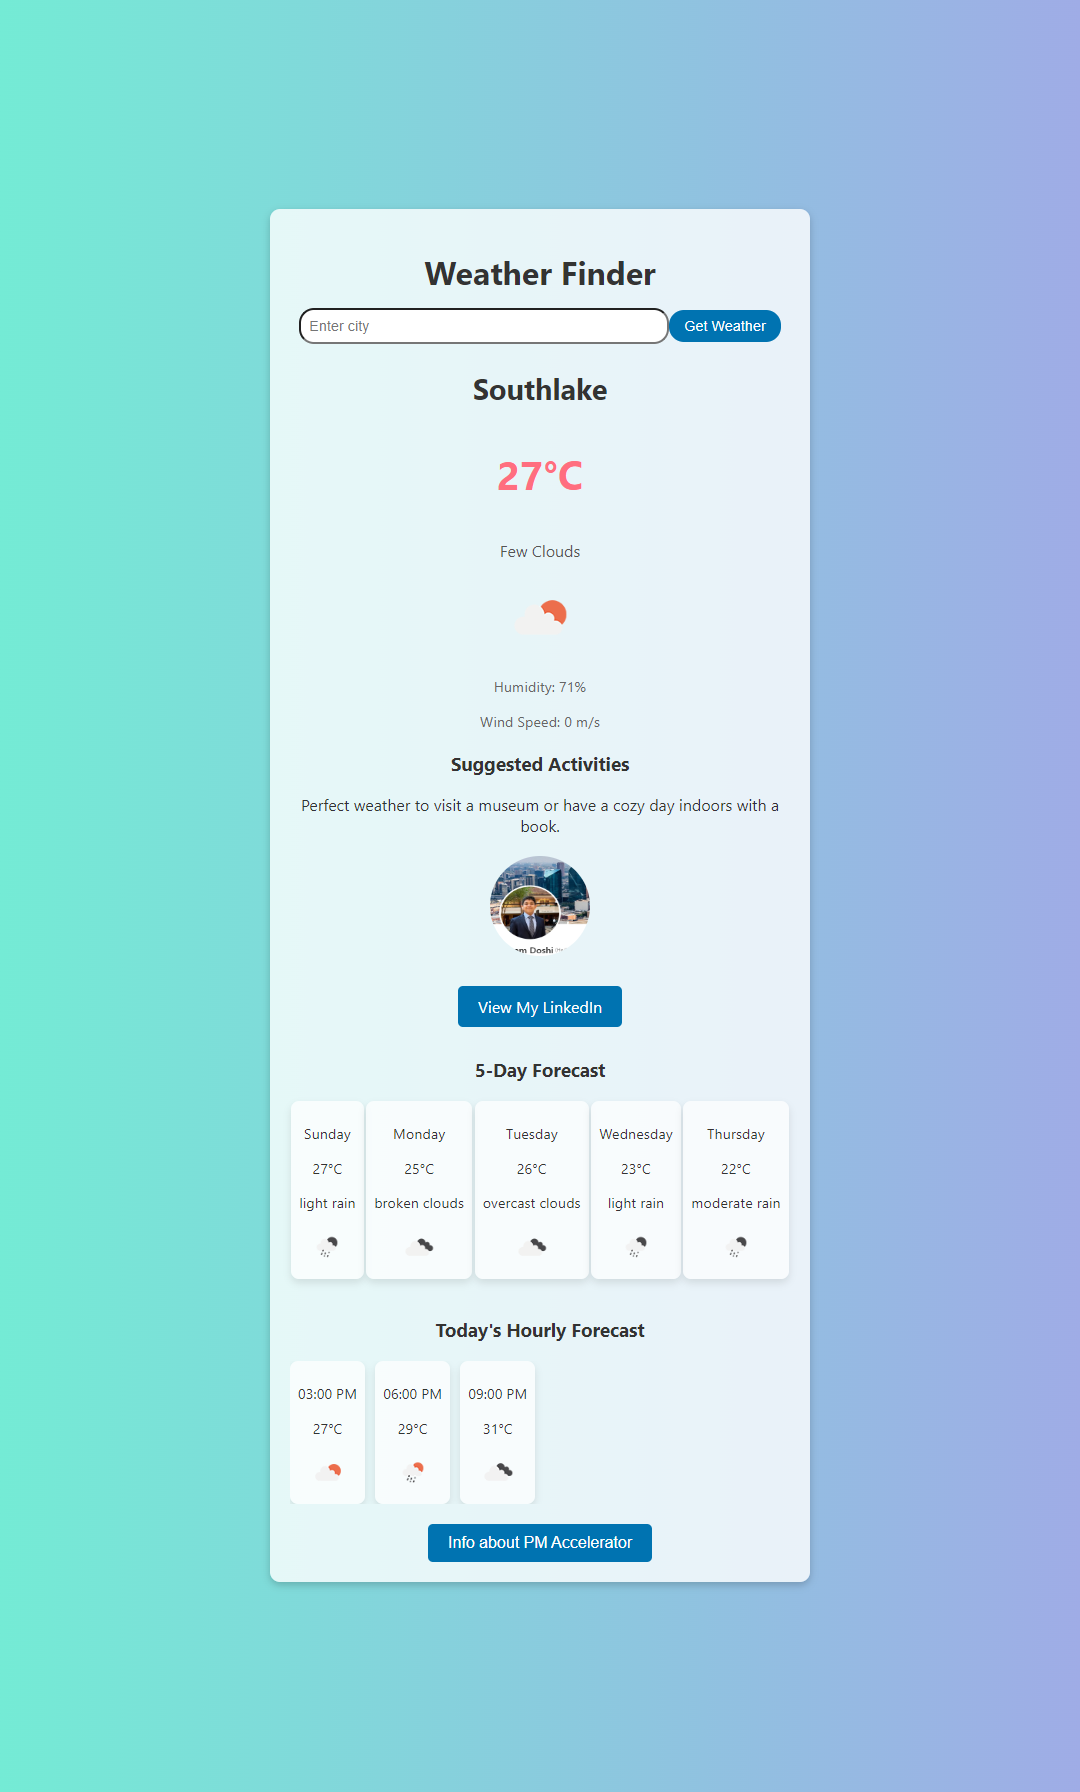 Weather Finder
Enter city
Get Weather
Southlake
27°C
Few Clouds
Humidity: 71%
Wind Speed: 0 m/s
Suggested Activities
Perfect weather to visit a museum or have a cozy day indoors with a
book.
Doshi
View My LinkedIn
5-Day Forecast
Sunday
27°C
light rain
Monday
25°C
broken clouds
Tuesday
26°C
overcast clouds
Wednesday
23°C
light rain
Thursday
22°C
moderate rain
Today's Hourly Forecast
03:00 PM
27°C
06:00 PM
29°C
09:00 PM
31°C
Info about PM Accelerator